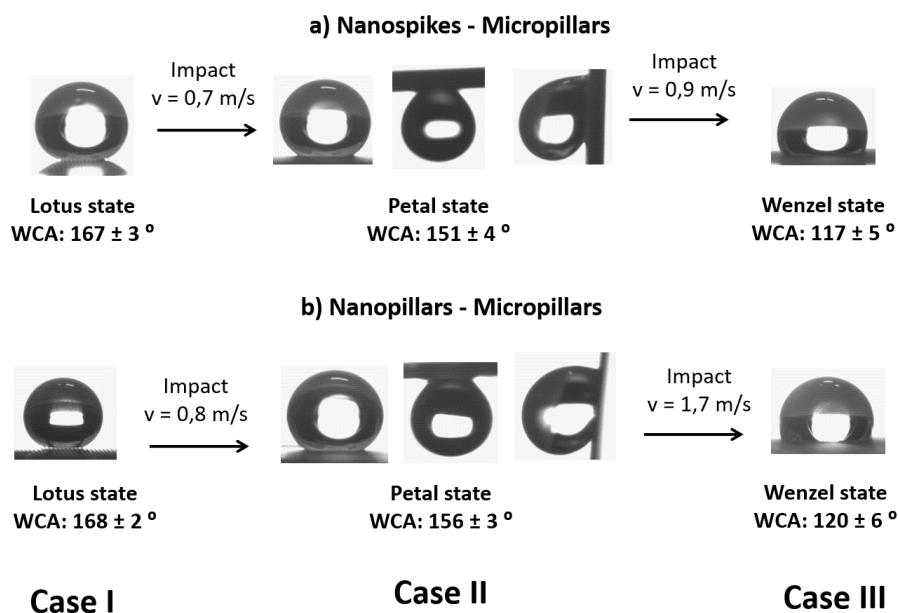 a) Nanospikes - Micropillars
Impact
v = 0,7 m/s
Impact
v = 0,9 m/s
Lotus state
WCA: 167 ± 3 º
Petal state
WCA: 151 ± 4 º
Wenzel state
WCA: 117 ± 5 º
b) Nanopillars - Micropillars
Impact
v = 0,8 m/s
Impact
v = 1,7 m/s
Lotus state
WCA: 168 ± 2 º
Petal state
WCA: 156 ± 3 º
Wenzel state
WCA: 120 ± 6 º
Case I
Case II
Case III